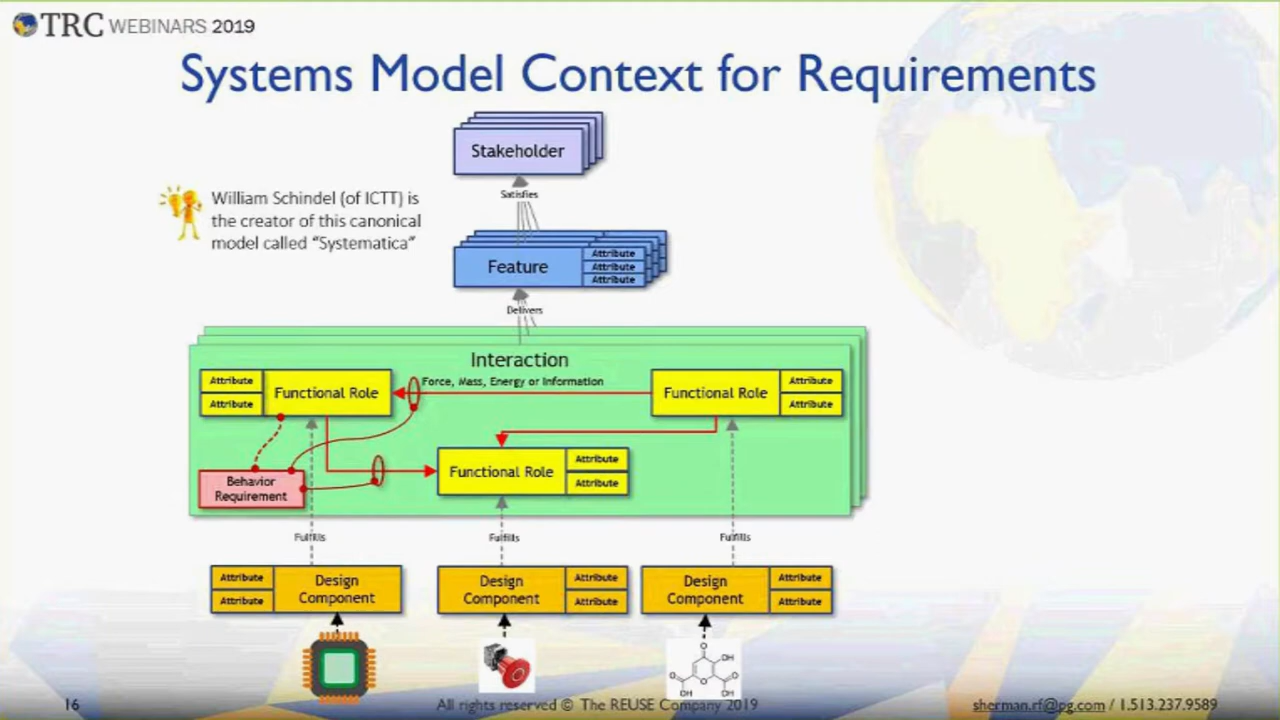 TRC WEBINARS 2019
Systems Model Context for Requirements
Stakeholder
Satisfies
William Schindel (of ICTT) is
the creator of this canonical
model called “Systematica”
Feature
Attribute
Attribute
Attribute
Delivers
Interaction
Attribute
Attribute
Functional Role
Force, Mass, Energy or Information
Functional Role
Attribute
Attribute
Functional Role
Attribute
Attribute
Behavior
Requirement
Fulfills
Fulfills
Fulfills
Attribute
Attribute
Design
Component
Design
Component
Attribute
Attribute
Design
Component
Attribute
Attribute
O
OH
O
O
O
OH
OH
16
All rights reserved © The REUSE Company 2019
sherman.rf@pg.com / 1.513.237.9589